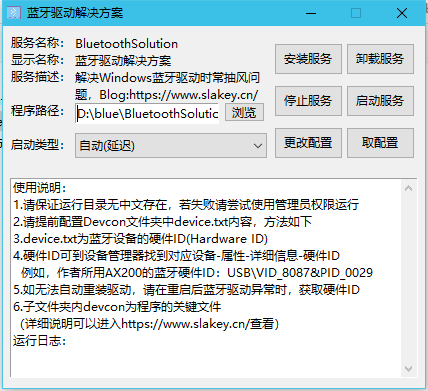 蓝牙驱动解决方案
服务名称： BluetoothSolution
显示名称： 蓝牙驱动解决方案
服务描述： 解决Windows蓝牙驱动时常抽风问
题，Blog:https://www.slakey.cn/
程序路径： D:\blue\BluetoothSolutic 浏览
启动类型： 自动(延迟)
安装服务 卸载服务
停止服务 启动服务
更改配置 取配置
使用说明：
1.请保证运行目录无中文存在，若失败请尝试使用管理员权限运行
2.请提前配置Devcon文件夹中device.txt内容，方法如下
3.device.txt为蓝牙设备的硬件ID(Hardware ID)
4.硬件ID可到设备管理器找到对应设备-属性-详细信息-硬件ID
例如，作者所用AX200的蓝牙硬件ID：USB\VID_8087&PID_0029
5.如无法自动重装驱动，请在重启后蓝牙驱动异常时，获取硬件ID
6.子文件夹内devcon为程序的关键文件
（详细说明可以进入https://www.slakey.cn/查看）
运行日志：